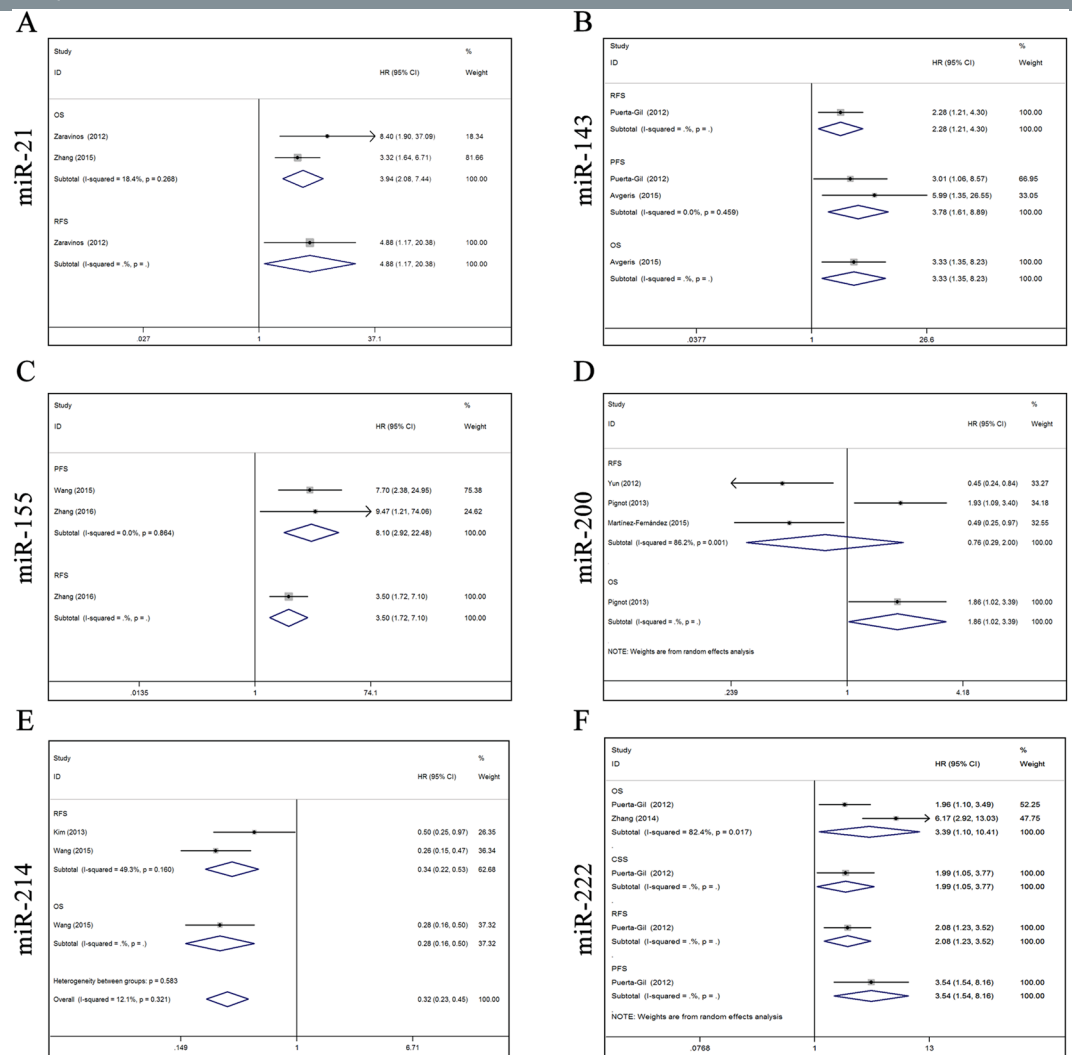 A
miR-21
Study %
ID HR (95% CI) Weight
OS
Zaravinos (2012) 8.40 (1.90, 37.09) 18.34
Zhang (2015) 3.32 (1.64, 6.71) 81.66
Subtotal (I-squared = 18.4%, p = 0.268) 3.94 (2.08, 7.44) 100.00
RFS
Zaravinos (2012) 4.88 (1.17, 20.38) 100.00
Subtotal (I-squared = .%, p = .) 4.88 (1.17, 20.38) 100.00
.027 1 37.1
B
miR-143
Study %
ID HR (95% CI) Weight
RFS
Puerta-Gil (2012) 2.28 (1.21, 4.30) 100.00
Subtotal (I-squared = .%, p = .) 2.28 (1.21, 4.30) 100.00
PFS
Puerta-Gil (2012) 3.01 (1.06, 8.57) 66.95
Avgeris (2015) 5.99 (1.35, 26.55) 33.05
Subtotal (I-squared = 0.0%, p = 0.459) 3.78 (1.61, 8.89) 100.00
OS
Avgeris (2015) 3.33 (1.35, 8.23) 100.00
Subtotal (I-squared = .%, p = .) 3.33 (1.35, 8.23) 100.00
.0377 1 26.6
C
miR-155
Study %
ID HR (95% CI) Weight
PFS
Wang (2015) 7.70 (2.38, 24.95) 75.38
Zhang (2016) 9.47 (1.21, 74.06) 24.62
Subtotal (I-squared = 0.0%, p = 0.864) 8.10 (2.92, 22.48) 100.00
RFS
Zhang (2016) 3.50 (1.72, 7.10) 100.00
Subtotal (I-squared = .%, p = .) 3.50 (1.72, 7.10) 100.00
.0135 1 74.1
D
miR-200
Study %
ID HR (95% CI) Weight
RFS
Yun (2012) 0.45 (0.24, 0.84) 33.27
Pignot (2013) 1.93 (1.09, 3.40) 34.18
Martínez-Fernández (2015) 0.49 (0.25, 0.97) 32.55
Subtotal (I-squared = 86.2%, p = 0.001) 0.76 (0.29, 2.00) 100.00
.
OS
Pignot (2013) 1.86 (1.02, 3.39) 100.00
Subtotal (I-squared = .%, p = .) 1.86 (1.02, 3.39) 100.00
.
NOTE: Weights are from random effects analysis
.239 1 4.18
E
miR-214
Study %
ID HR (95% CI) Weight
RFS
Kim (2013) 0.50 (0.25, 0.97) 26.35
Wang (2015) 0.26 (0.15, 0.47) 36.34
Subtotal (I-squared = 49.3%, p = 0.160) 0.34 (0.22, 0.53) 62.68
.
OS
Wang (2015) 0.28 (0.16, 0.50) 37.32
Subtotal (I-squared = .%, p = .) 0.28 (0.16, 0.50) 37.32
.
Heterogeneity between groups: p = 0.583
Overall (I-squared = 12.1%, p = 0.321) 0.32 (0.23, 0.45) 100.00
.149 1 6.71
F
miR-222
Study %
ID HR (95% CI) Weight
OS
Puerta-Gil (2012) 1.96 (1.10, 3.49) 52.25
Zhang (2014) 6.17 (2.92, 13.03) 47.75
Subtotal (I-squared = 82.4%, p = 0.017) 3.39 (1.10, 10.41) 100.00
.
CSS
Puerta-Gil (2012) 1.99 (1.05, 3.77) 100.00
Subtotal (I-squared = .%, p = .) 1.99 (1.05, 3.77) 100.00
.
RFS
Puerta-Gil (2012) 2.08 (1.23, 3.52) 100.00
Subtotal (I-squared = .%, p = .) 2.08 (1.23, 3.52) 100.00
.
PFS
Puerta-Gil (2012) 3.54 (1.54, 8.16) 100.00
Subtotal (I-squared = .%, p = .) 3.54 (1.54, 8.16) 100.00
.
NOTE: Weights are from random effects analysis
.0768 1 13